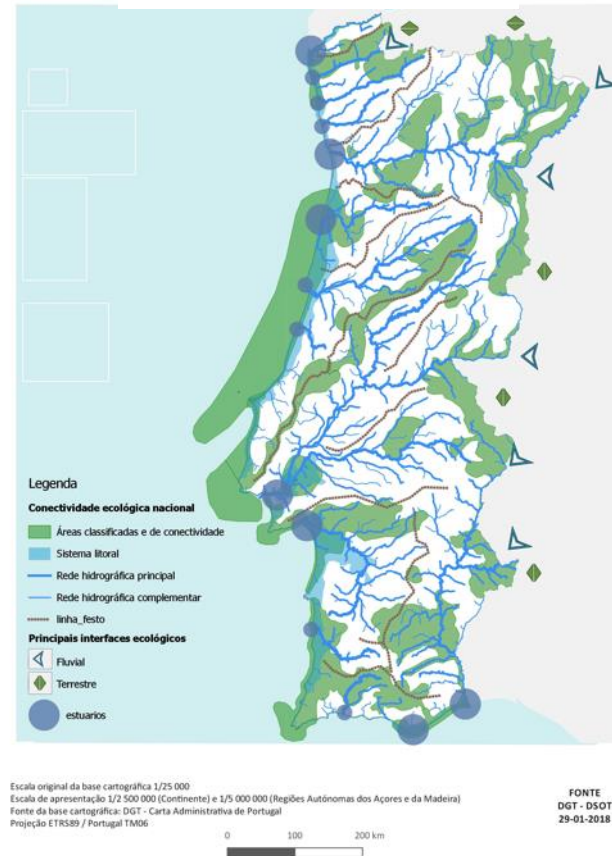 Legenda
Conectividade ecológica nacional
Áreas classificadas e de conectividade
Sistema litoral
Rede hidrográfica principal
Rede hidrográfica complementar
linha_festo
Principais interfaces ecológicos
Fluvial
Terrestre
estuarios
Escala original da base cartográfica 1/25 000
Escala de apresentação 1/2 500 000 (Continente) e 1/5 000 000 (Regiões Autónomas dos Açores e da Madeira)
Fonte da base cartográfica: DGT - Carta Administrativa de Portugal
Projeção ETRS89 / Portugal TM06
FONTE
DGT - DSOT
29-01-2018
0 100 200 km